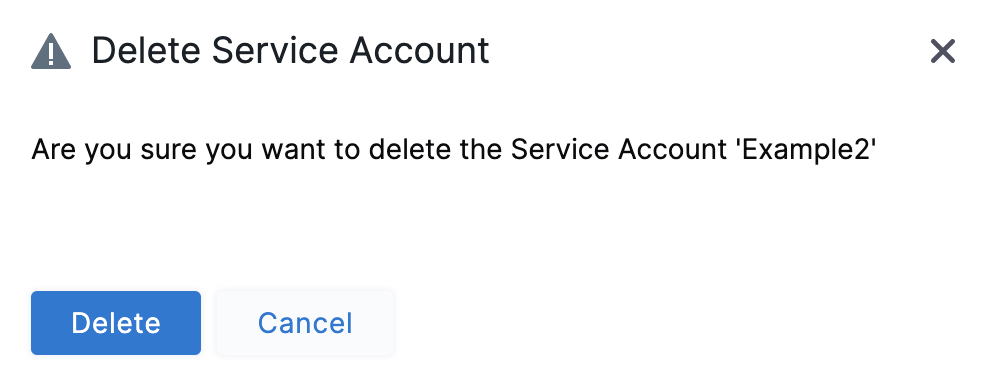 Delete Service Account
Are you sure you want to delete the Service Account 'Example2'
Delete
Cancel